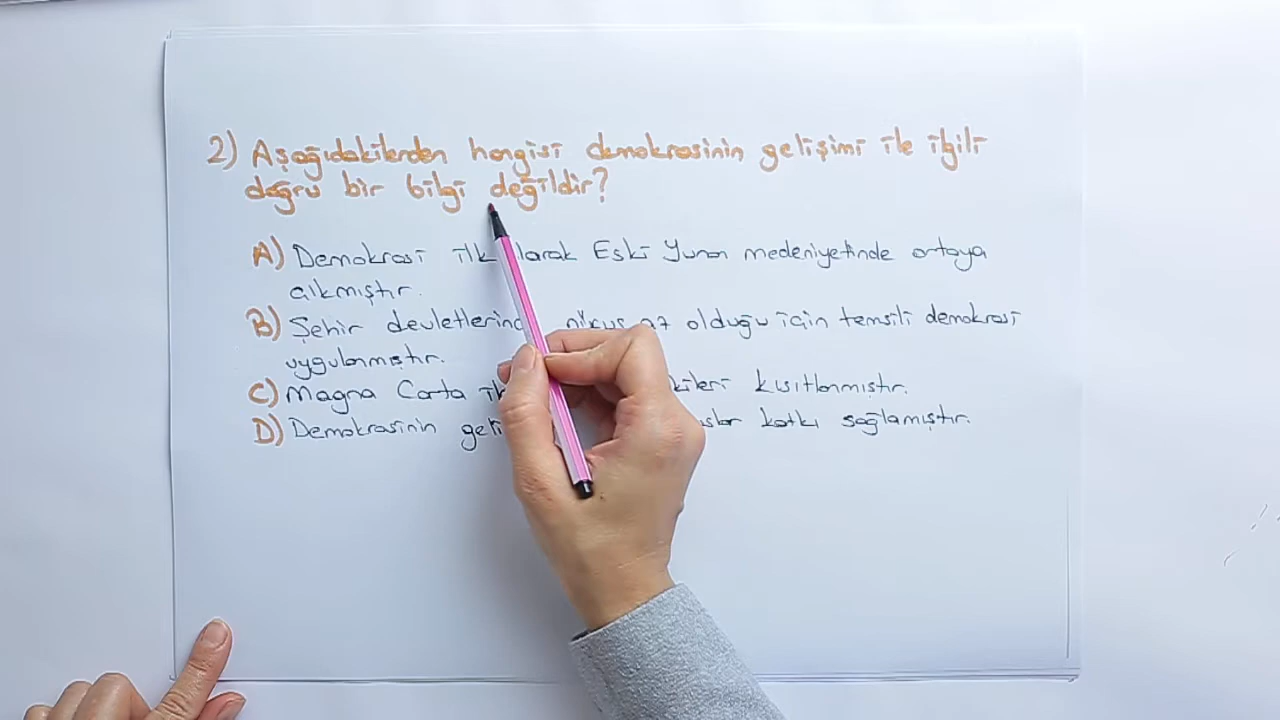 2) Aşağıdakilerden hangisi demokrasinin gelişimi ile ilgili
doğru bir bilgi değildir?
A) Demokrasi ilk olarak Eski Yunan medeniyetinde ortaya
çıkmıştır.
B) Şehir devletlerinde nüfus az olduğu için temsili demokrasi
uygulanmıştır.
C) Magna Carta kısıtlanmıştır.
D) Demokrasinin katkı sağlamıştır.